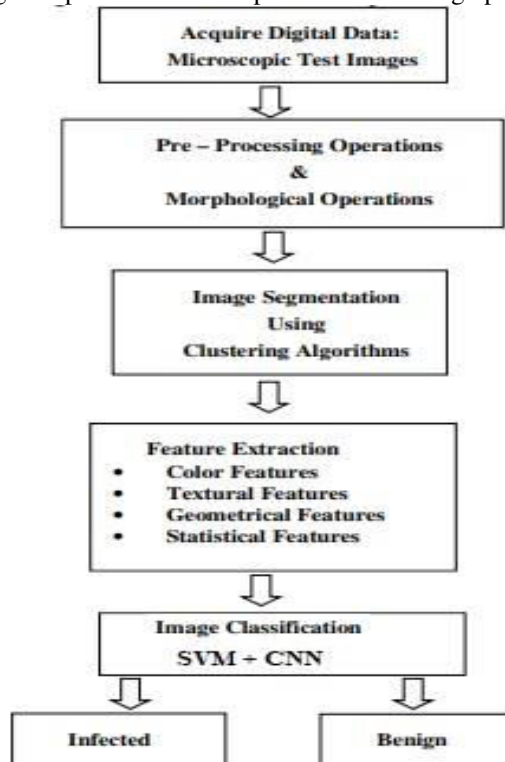 Acquire Digital Data:
Microscopic Test Images
Pre – Processing Operations
&
Morphological Operations
Image Segmentation
Using
Clustering Algorithms
Feature Extraction
• Color Features
• Textural Features
• Geometrical Features
• Statistical Features
Image Classification
SVM + CNN
Infected
Benign